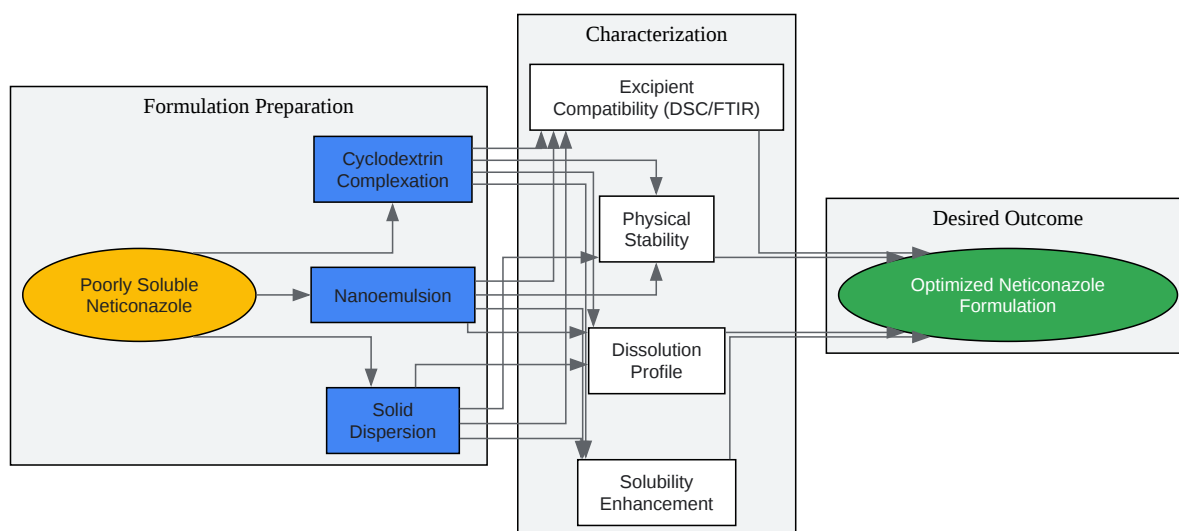 Characterization
Excipient
Compatibility (DSC/FTIR)
Formulation Preparation
Cyclodextrin
Complexation
Physical
Stability
Desired Outcome
Poorly Soluble
Neticonazole
Nanoemulsion
Optimized Neticonazole
Formulation
Dissolution
Profile
Solid
Dispersion
Solubility
Enhancement